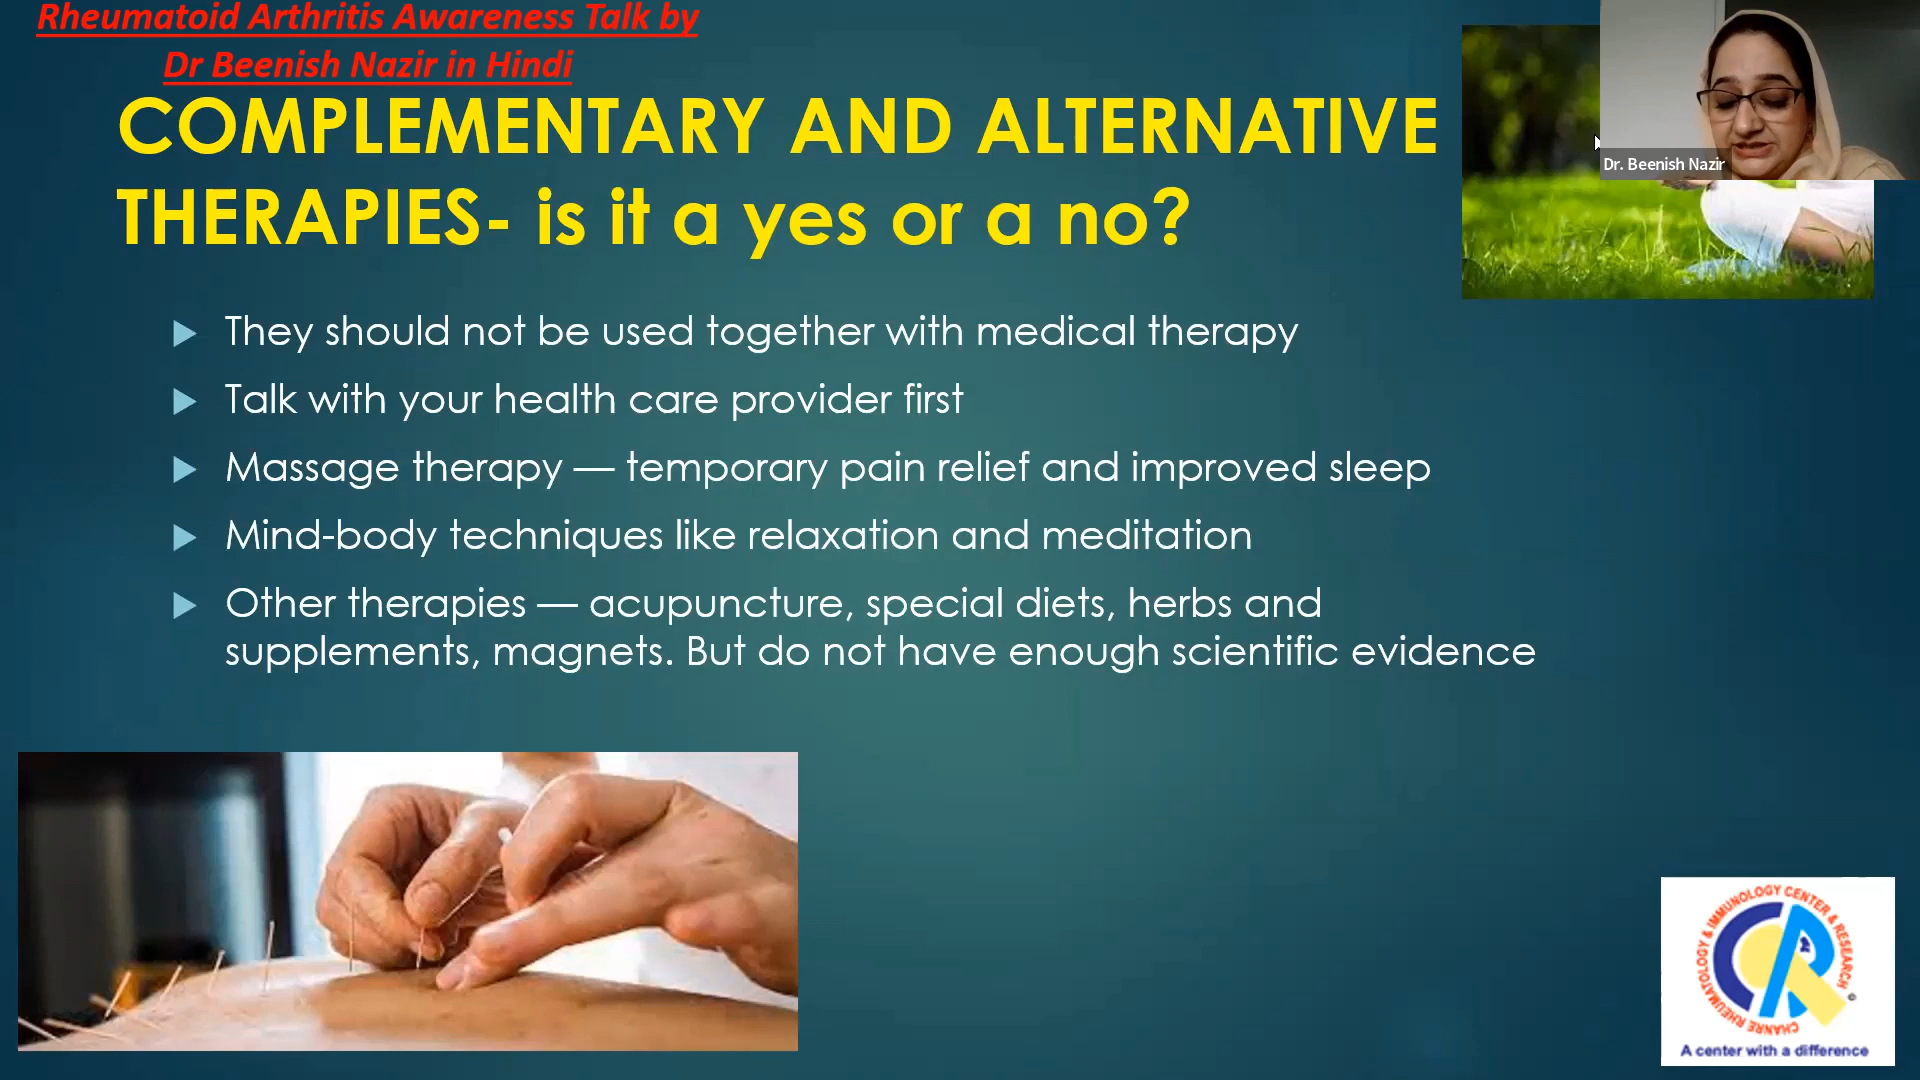 Rheumatoid Arthritis Awareness Talk by
Dr Beenish Nazir in Hindi
COMPLEMENTARY AND ALTERNATIVE
THERAPIES- is it a yes or a no?
Dr. Beenish Nazir
They should not be used together with medical therapy
Talk with your health care provider first
Massage therapy — temporary pain relief and improved sleep
Mind-body techniques like relaxation and meditation
Other therapies — acupuncture, special diets, herbs and
supplements, magnets. But do not have enough scientific evidence
CHANRE RHEUMATOLOGY & IMMUNOLOGY CENTER & RESEARCH
©
A center with a difference